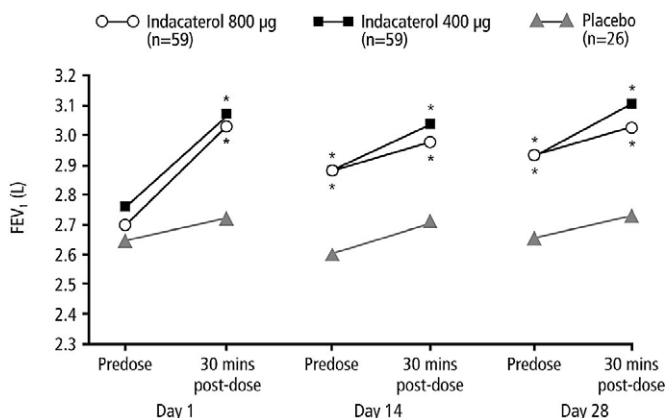 Indacaterol 800 µg
(n=59)
Indacaterol 400 µg
(n=59)
Placebo
(n=26)
FEV1 (L)
3.2
3.1
3.0
2.9
2.8
2.7
2.6
2.5
2.4
2.3
* * * * * * * * * *
Predose
30 mins
post-dose
Predose
30 mins
post-dose
Predose
30 mins
post-dose
Day 1
Day 14
Day 28